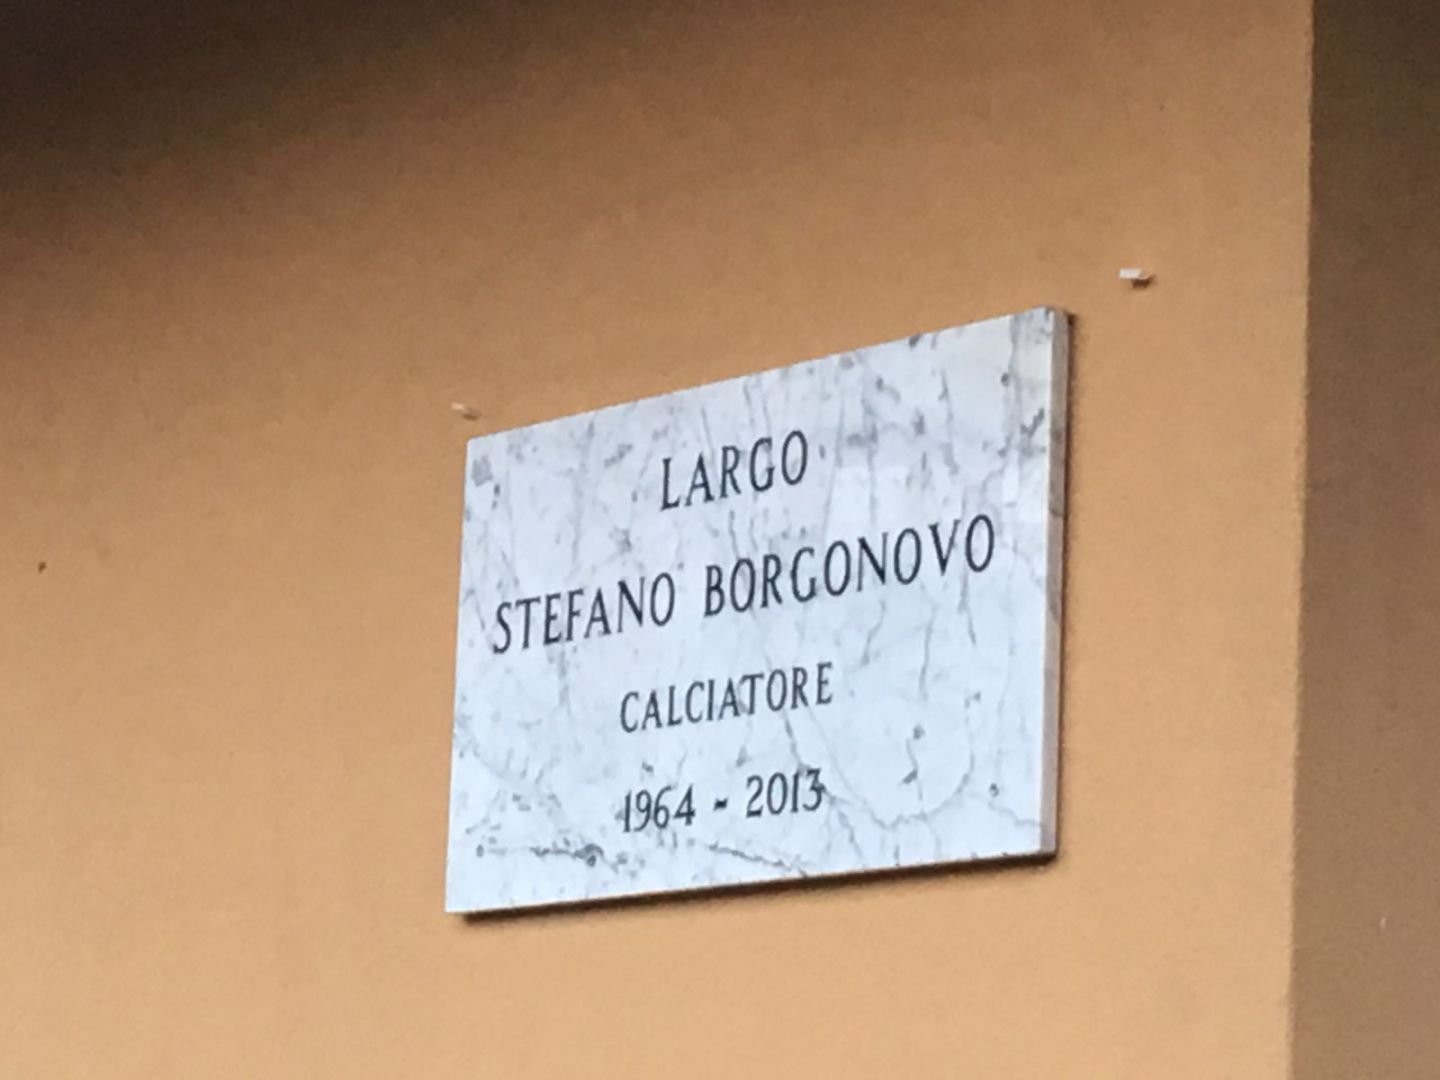 LARGO
STEFANO BORGONOVO
CALCIATORE
1964 - 2013